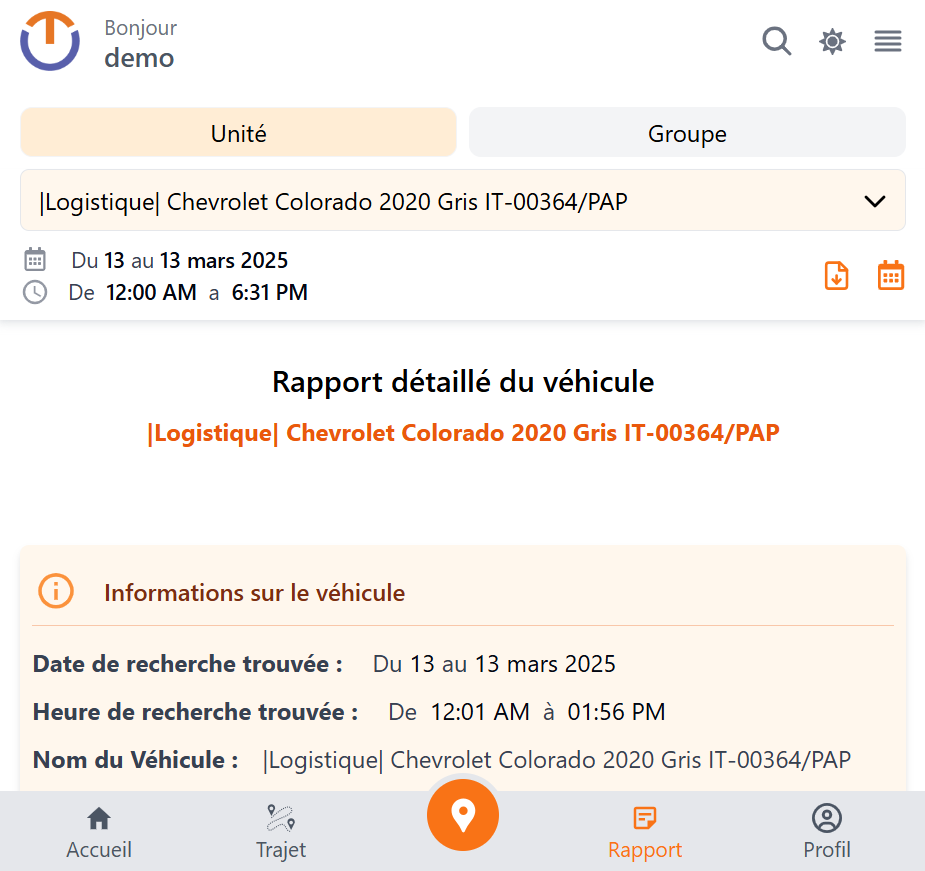 Bonjour
demo
Unité
Groupe
|Logistique| Chevrolet Colorado 2020 Gris IT-00364/PAP
Du 13 au 13 mars 2025
De 12:00 AM a 6:31 PM
Rapport détaillé du véhicule
|Logistique| Chevrolet Colorado 2020 Gris IT-00364/PAP
Informations sur le véhicule
Date de recherche trouvée : Du 13 au 13 mars 2025
Heure de recherche trouvée : De 12:01 AM à 01:56 PM
Nom du Véhicule : |Logistique| Chevrolet Colorado 2020 Gris IT-00364/PAP
Accueil
Trajet
Rapport
Profil